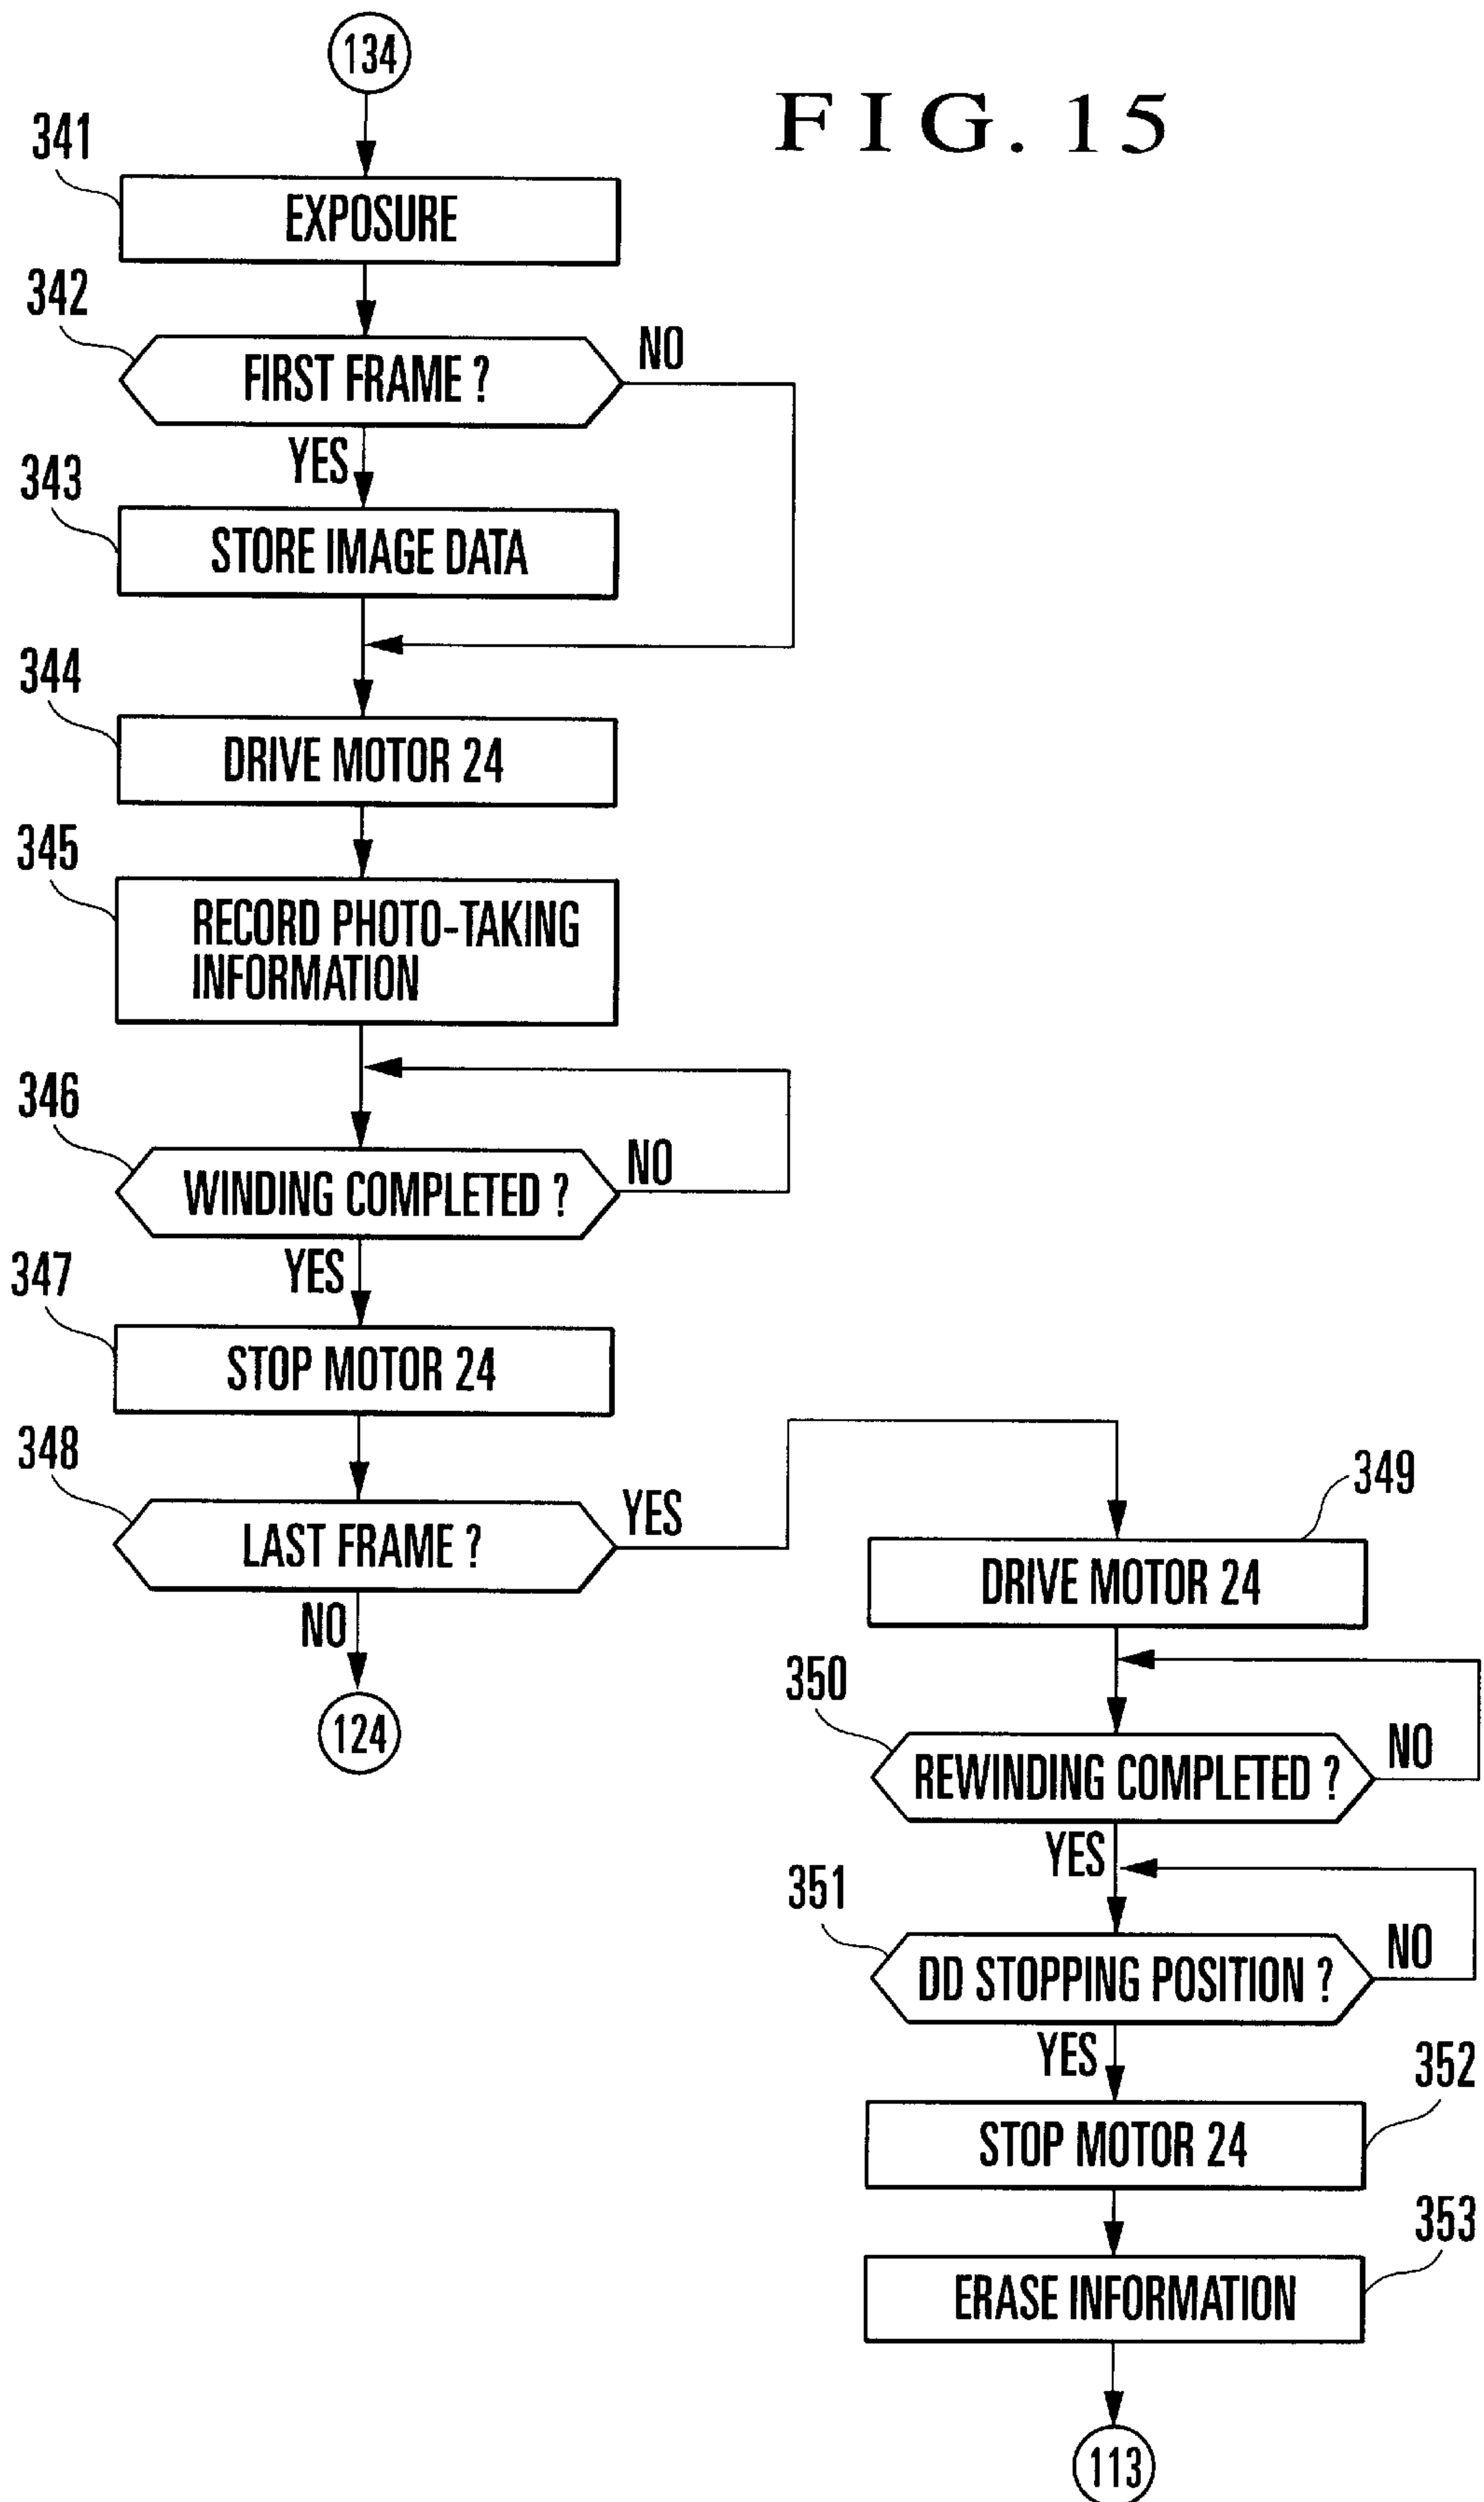 134
FIG. 15
341
EXPOSURE
342
FIRST FRAME ?
NO
YES
343
STORE IMAGE DATA
344
DRIVE MOTOR 24
345
RECORD PHOTO-TAKING
INFORMATION
346
WINDING COMPLETED ?
NO
YES
347
STOP MOTOR 24
348
LAST FRAME ?
YES
NO
124
349
DRIVE MOTOR 24
350
REWINDING COMPLETED ?
NO
YES
351
DD STOPPING POSITION ?
NO
YES
352
STOP MOTOR 24
353
ERASE INFORMATION
113